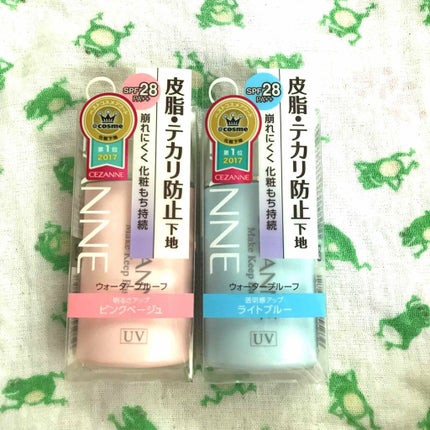 SPF28
PA++
皮脂・テカリ防止下地
崩れにくく 化粧もち持続
@cosme
第1位
2017
CEZANNE
ウォータープルーフ
明るさアップ
ピンクベージュ
UV
SPF28
PA++
皮脂・テカリ防止下地
崩れにくく 化粧もち持続
@cosme
第1位
2017
CEZANNE
Make Keep
ウォータープルーフ
透明感アップ
ライトブルー
UV